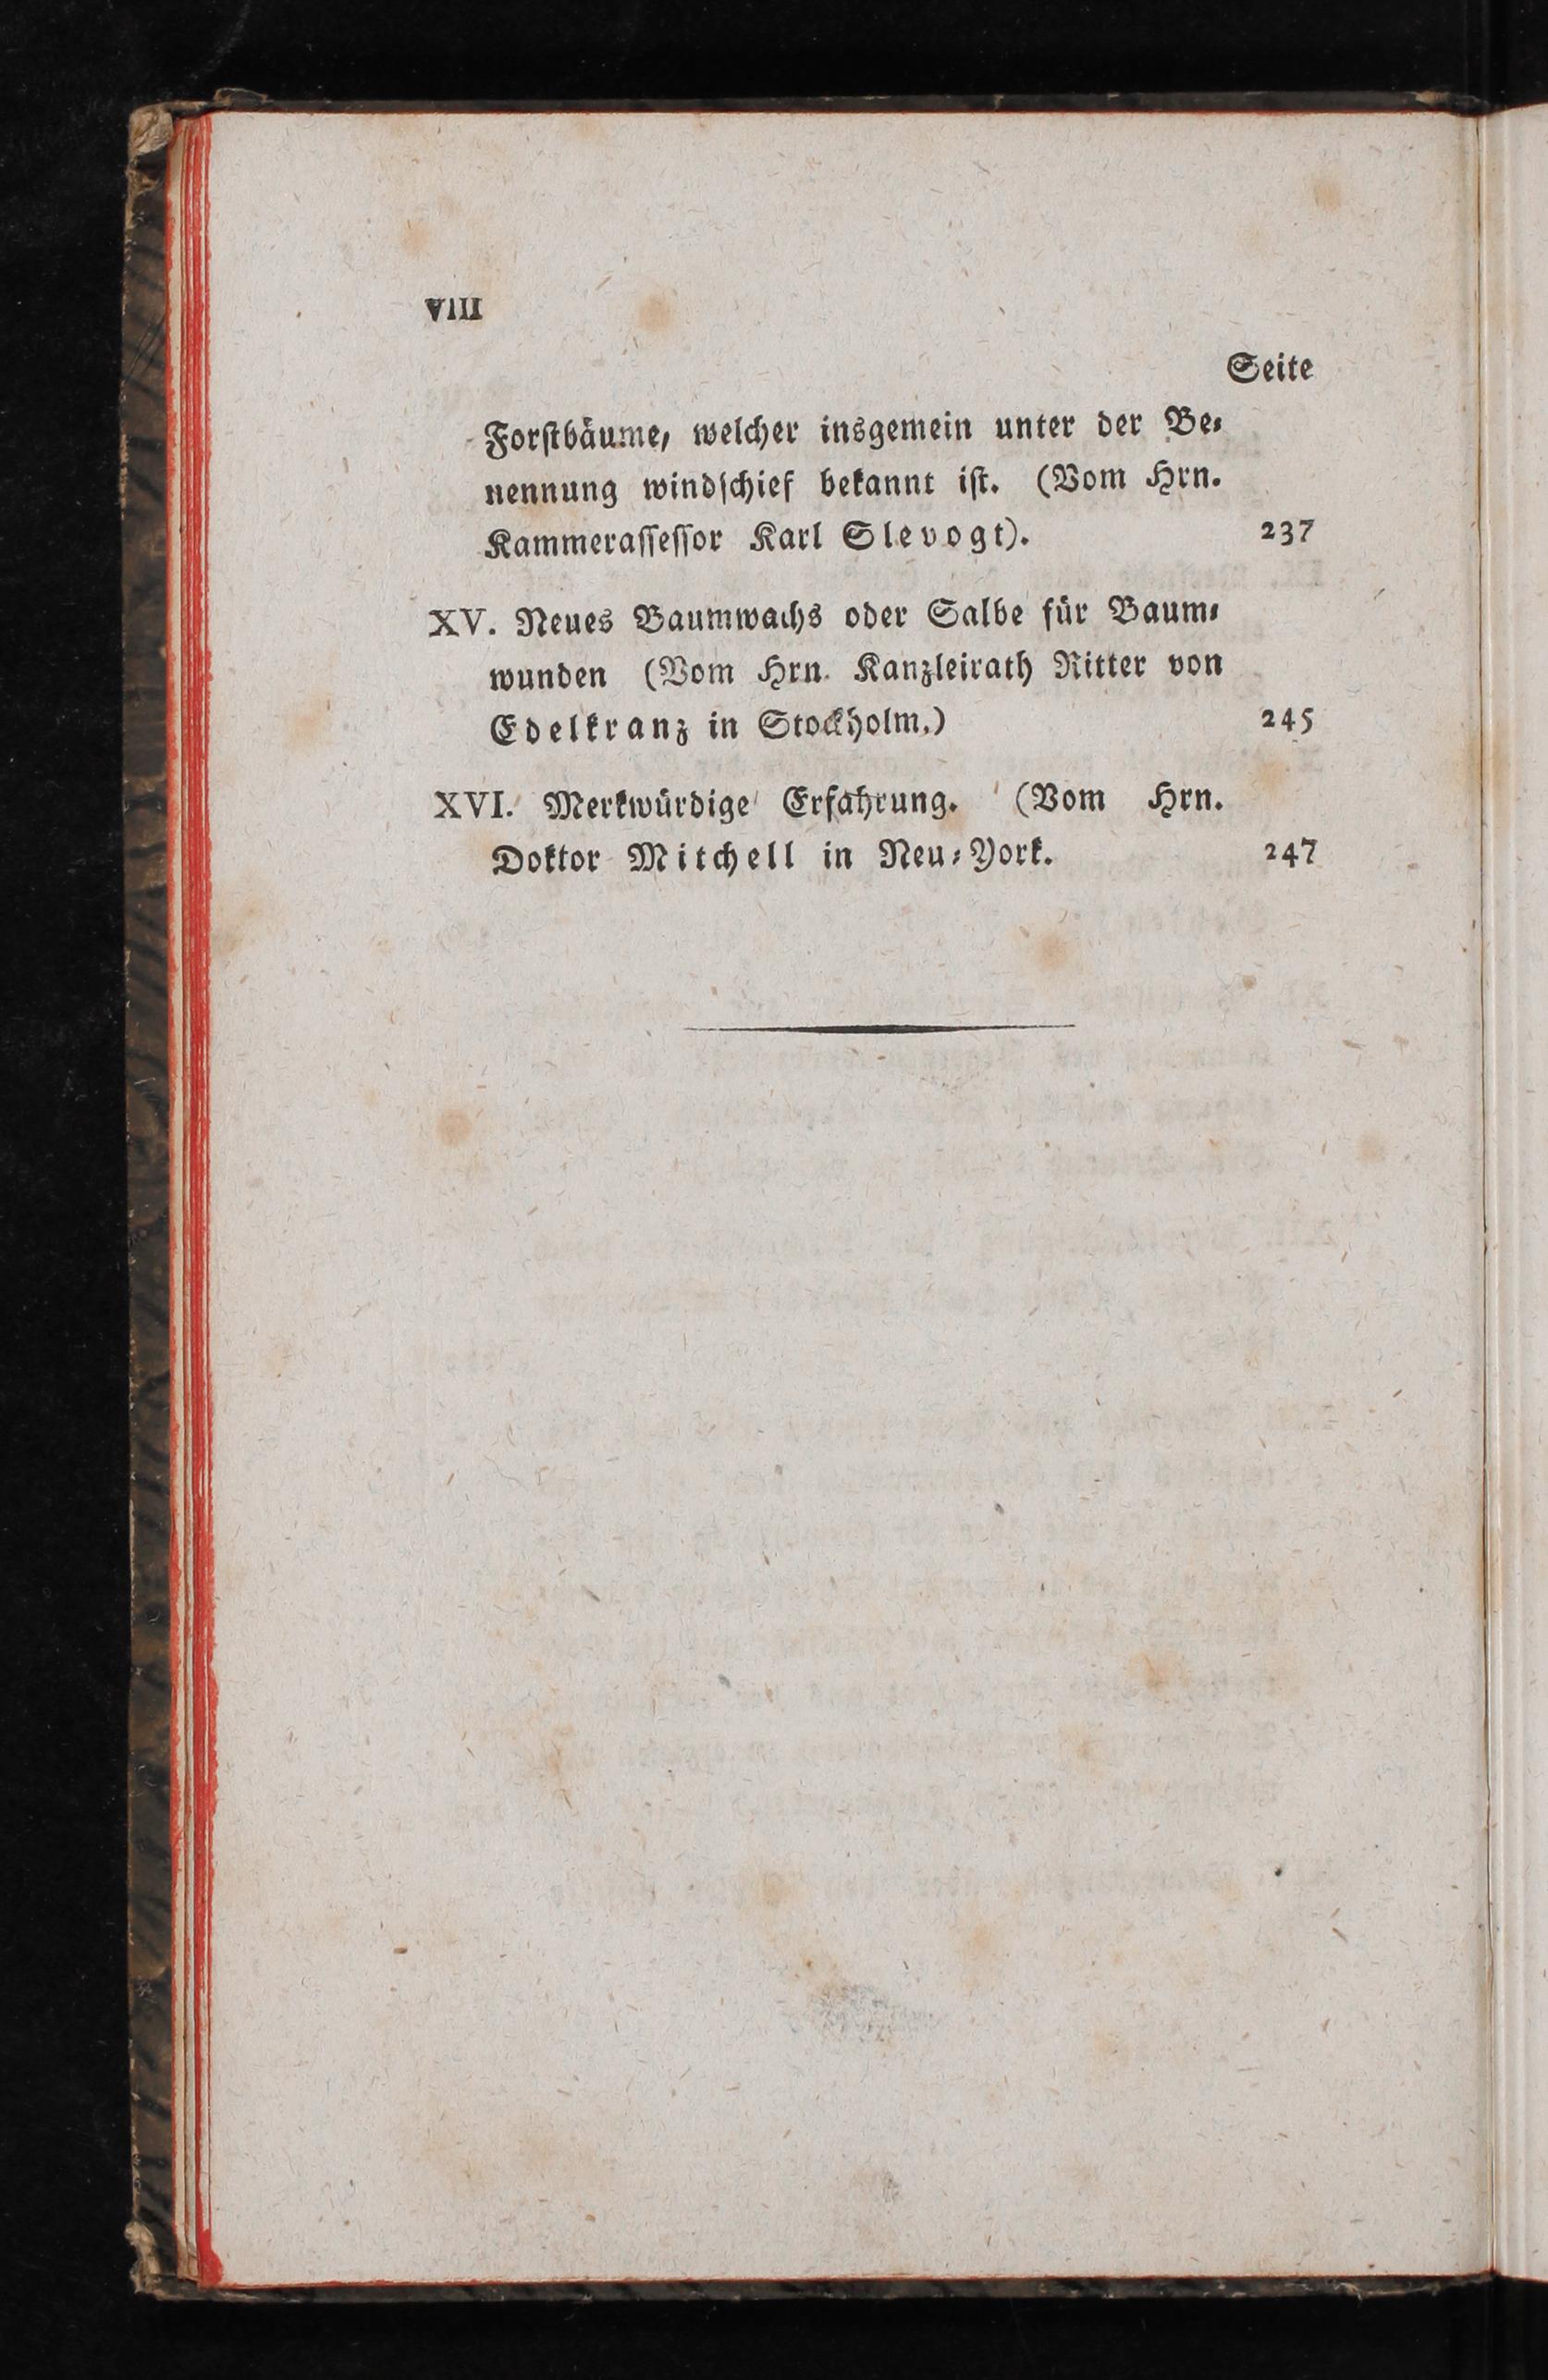 VIII
Seite
Forstbäume, welcher insgemein unter der Be-
nennung windschief bekannt ist. (Vom Hrn.
Kammerassessor Karl Slevogt). 237
XV. Neues Baumwachs oder Salbe für Baum-
wunden (Vom Hrn. Kanzleirath Ritter von
Edelkranz in Stockholm.) 245
XVI. Merkwürdige Erfahrung. (Vom Hrn.
Doktor Mitchell in Neu-York. 247